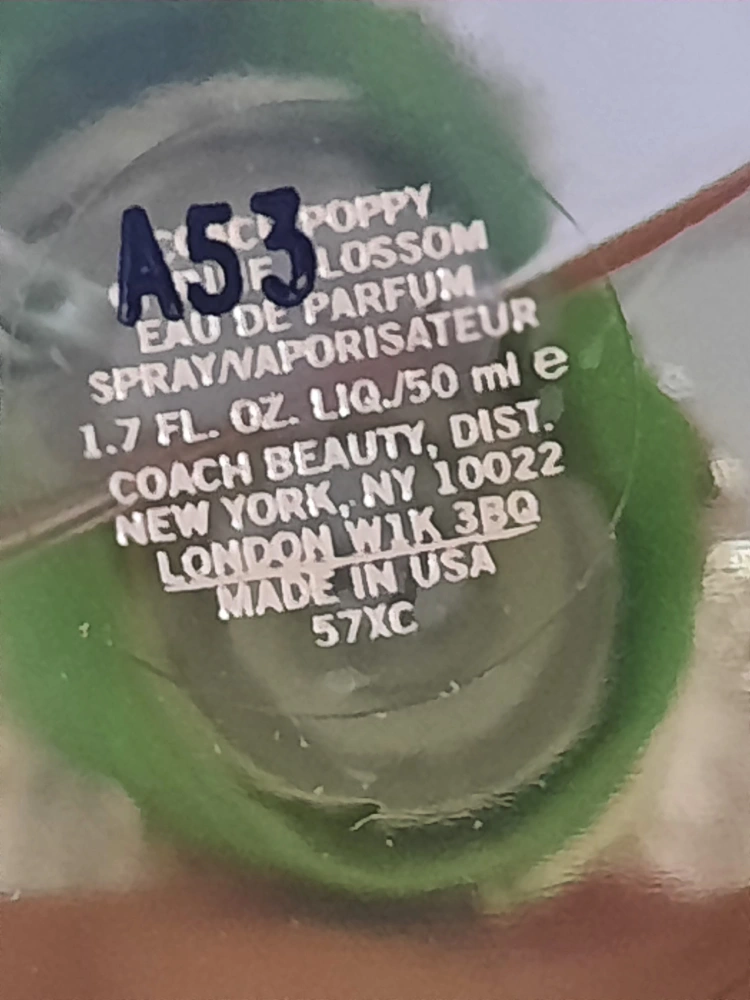 A53
POPPY
EAU DE PARFUM
SPRAY/VAPORISATEUR
1.7 FL. OZ. LIQ./50 ml e
COACH BEAUTY, DIST.
NEW YORK, NY 10022
LONDON W1K 3BQ
MADE IN USA
57XC